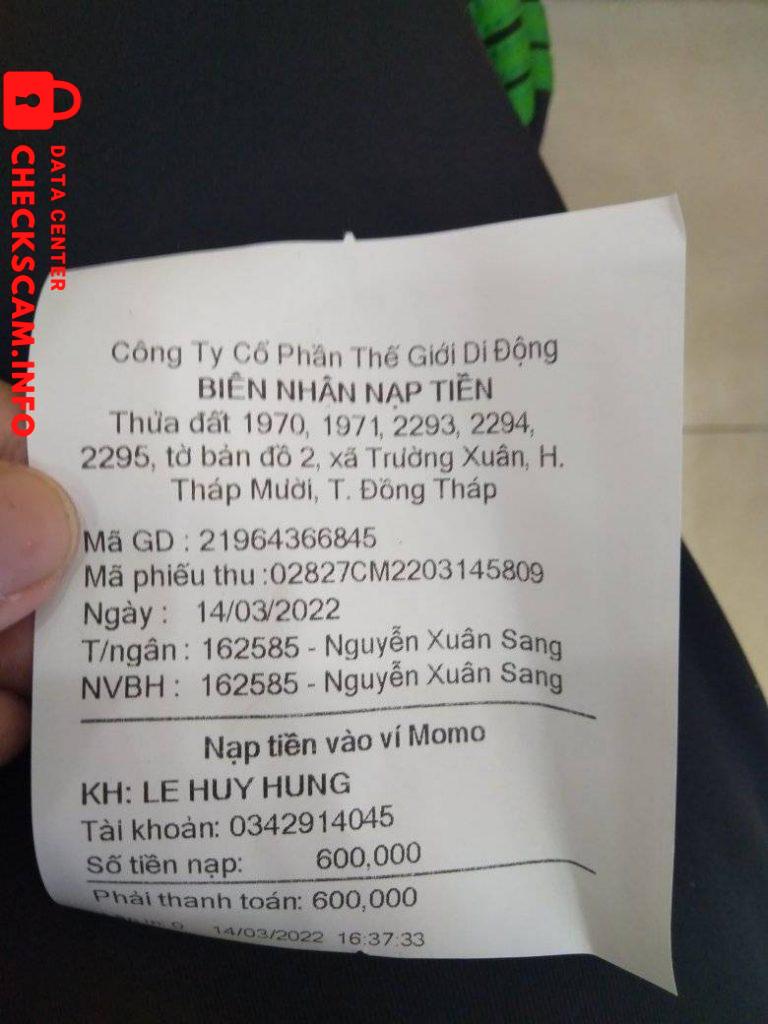 DATA CENTER
CHECKSCAM.INFO
Công Ty Cổ Phần Thế Giới Di Động
BIÊN NHẬN NẠP TIỀN
Thửa đất 1970, 1971, 2293, 2294,
2295, tờ bản đồ 2, xã Trường Xuân, H.
Tháp Mười, T. Đồng Tháp
Mã GD : 21964366845
Mã phiếu thu :02827CM2203145809
Ngày : 14/03/2022
T/ngân : 162585 - Nguyễn Xuân Sang
NVBH : 162585 - Nguyễn Xuân Sang
Nạp tiền vào ví Momo
KH: LE HUY HUNG
Tài khoản: 0342914045
Số tiền nạp: 600,000
Phải thanh toán: 600,000
14/03/2022 16:37:33